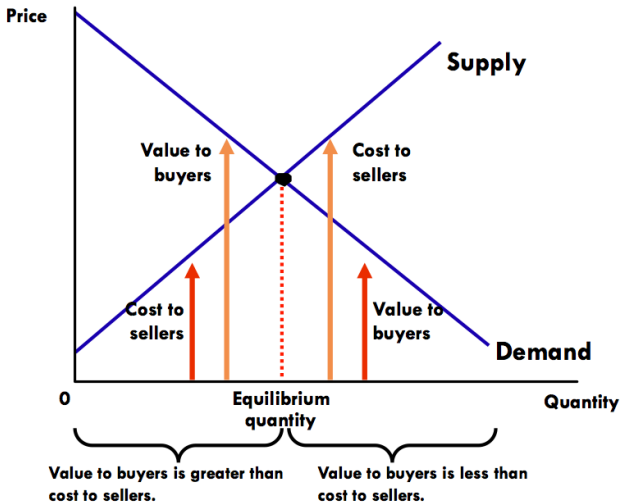 Price
Supply
Value to
buyers
Cost to
sellers
Cost to
sellers
Value to
buyers
Demand
0
Equilibrium
quantity
Quantity
Value to buyers is greater than
cost to sellers.
Value to buyers is less than
cost to sellers.